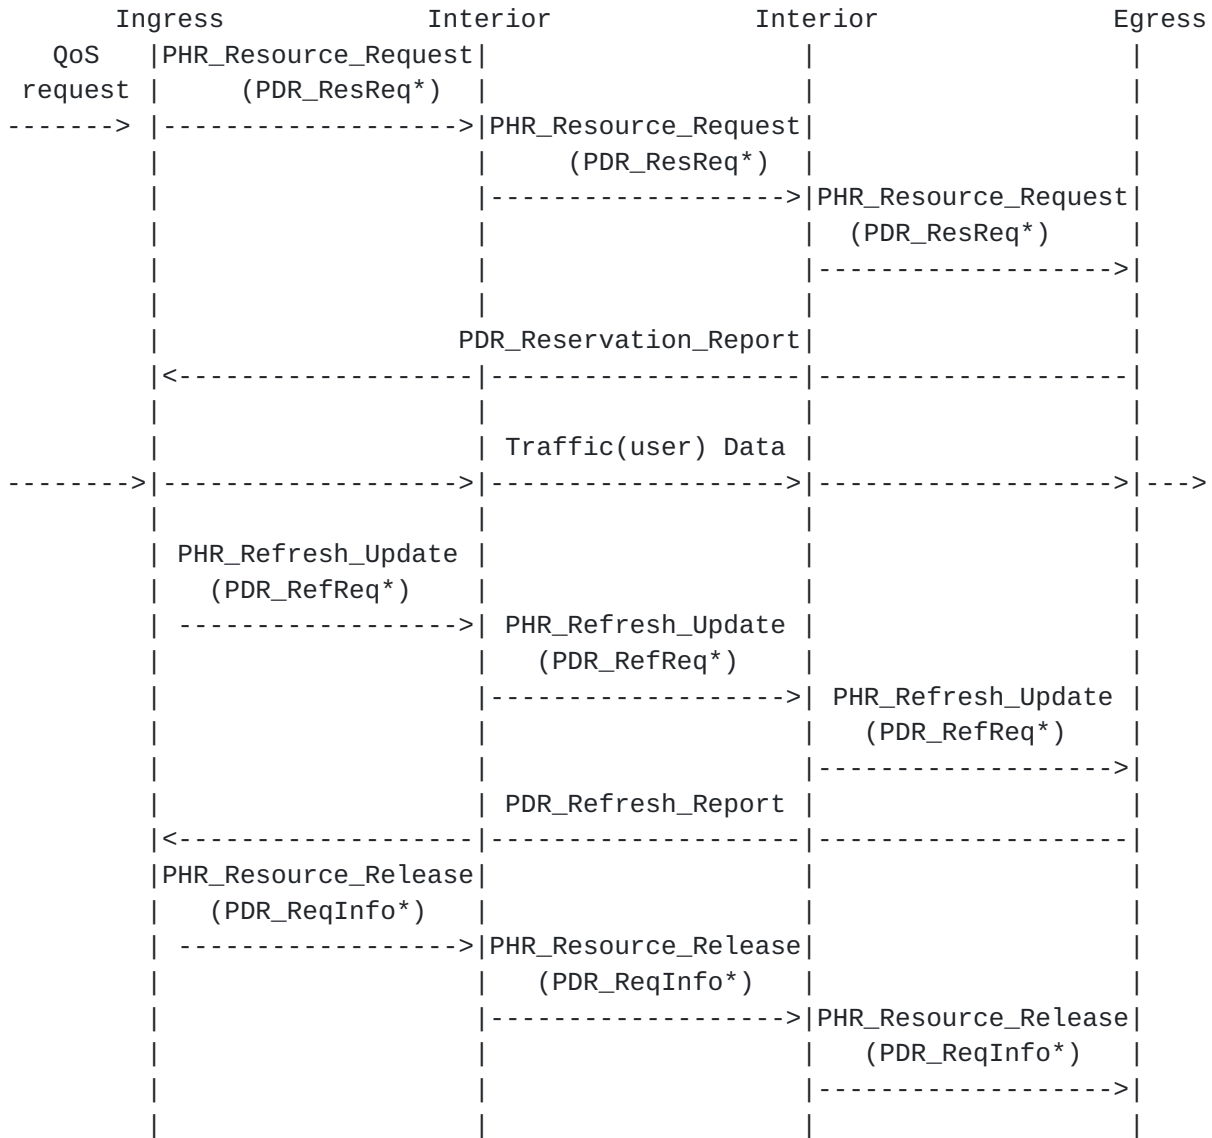 Ingress Interior Interior Egress
QoS |PHR_Resource_Request| | |
request | (PDR_ResReq*) | | |
-------> |------------------->|PHR_Resource_Request| |
| | (PDR_ResReq*) | |
| |------------------->|PHR_Resource_Request|
| | | (PDR_ResReq*) |
| | |------------------->|
| | | |
| PDR_Reservation_Report| |
|<-------------------|--------------------|--------------------|
| | | |
| | Traffic(user) Data | |
-------->|------------------->|------------------->|------------------->|--->
| | | |
| PHR_Refresh_Update | | |
| (PDR_RefReq*) | | |
| ------------------>| PHR_Refresh_Update | |
| | (PDR_RefReq*) | |
| |------------------->| PHR_Refresh_Update |
| | | (PDR_RefReq*) |
| | |------------------->|
| | PDR_Refresh_Report | |
|<-------------------|--------------------|--------------------|
|PHR_Resource_Release| | |
| (PDR_ReqInfo*) | | |
| ------------------>|PHR_Resource_Release| |
| | (PDR_ReqInfo*) | |
| |------------------->|PHR_Resource_Release|
| | | (PDR_ReqInfo*) |
| | |------------------->|
| | | |